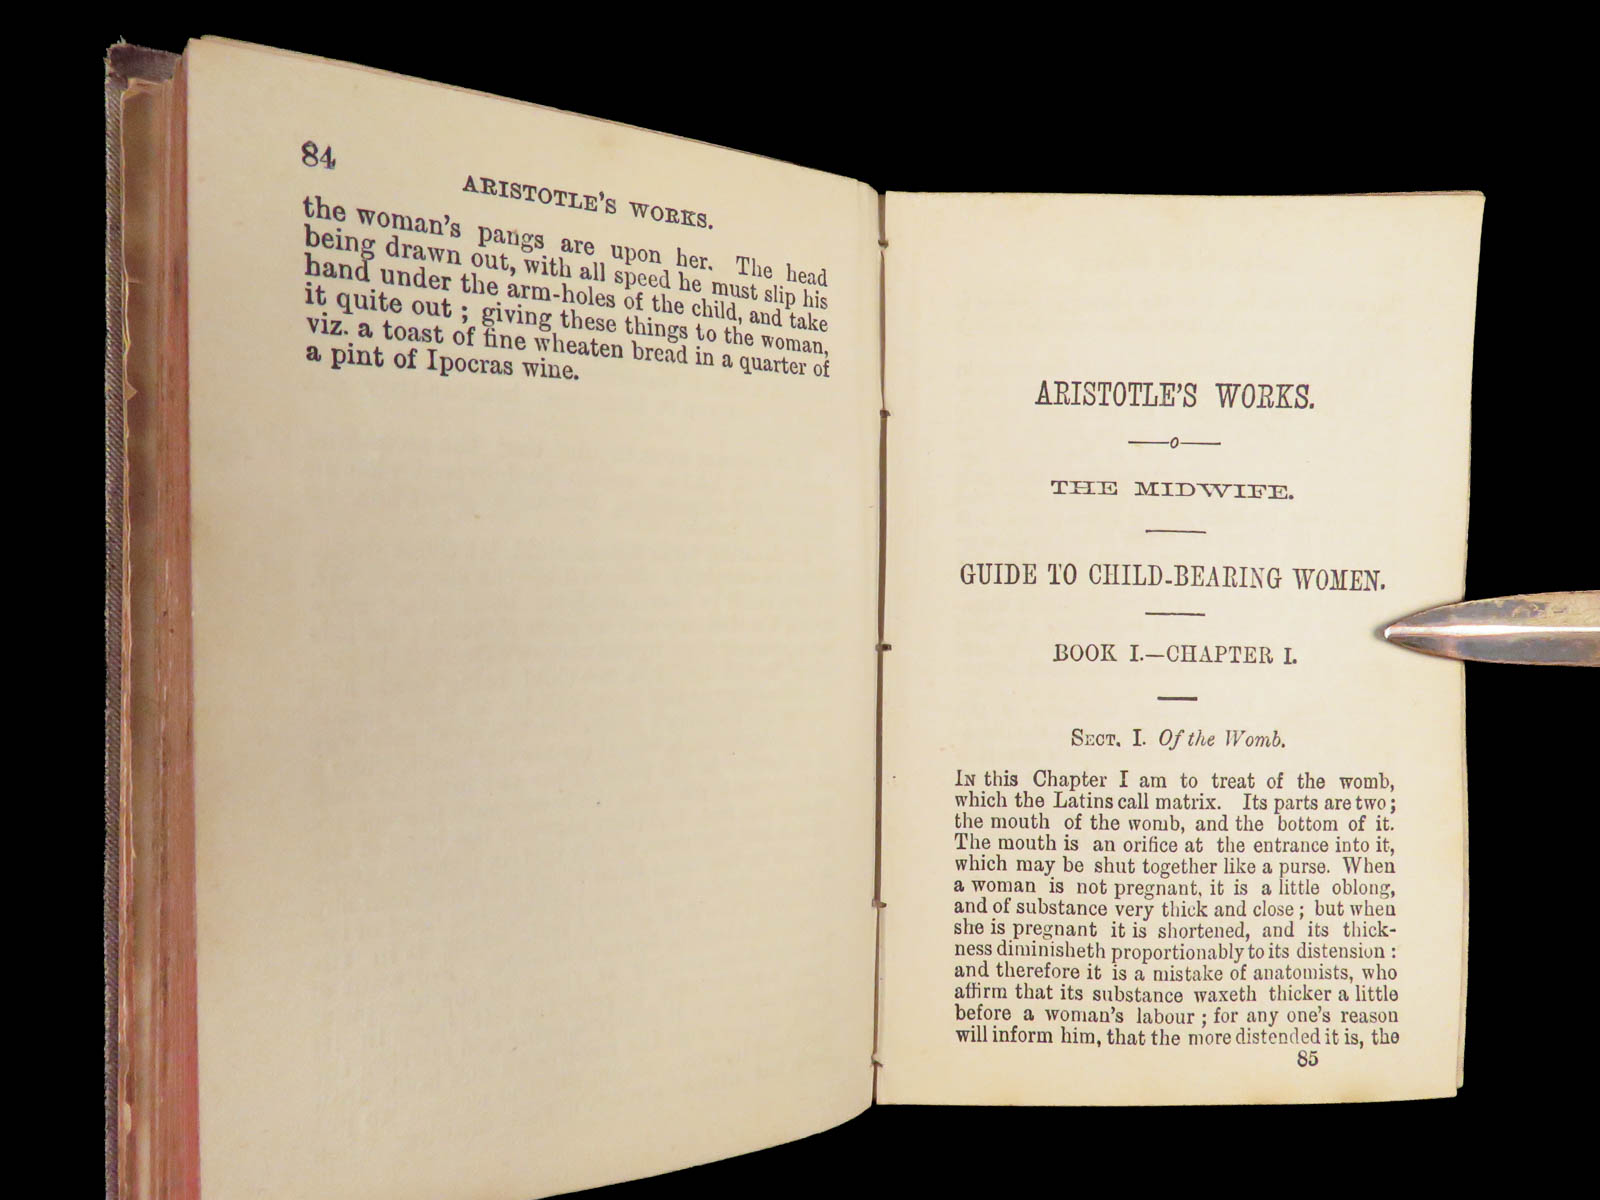 84
ARISTOTLE'S WORKS.
the woman's pangs are upon her. The head
being drawn out, with all speed he must slip his
hand under the arm-holes of the child, and take
it quite out; giving these things to the woman,
viz. a toast of fine wheaten bread in a quarter of
a pint of Ipocras wine.
ARISTOTLE'S WORKS.
THE MIDWIFE.
GUIDE TO CHILD-BEARING WOMEN.
BOOK I.—CHAPTER I.
SECT. I. Of the Womb.
IN this Chapter I am to treat of the womb,
which the Latins call matrix. Its parts are two;
the mouth of the womb, and the bottom of it.
The mouth is an orifice at the entrance into it,
which may be shut together like a purse. When
a woman is not pregnant, it is a little oblong,
and of substance very thick and close; but when
she is pregnant it is shortened, and its thick-
ness diminisheth proportionably to its distension:
and therefore it is a mistake of anatomists, who
affirm that its substance waxeth thicker a little
before a woman's labour; for any one's reason
will inform him, that the more distended it is, the
85